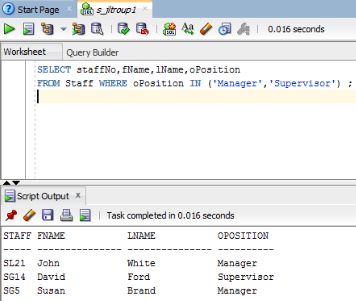 Start Page
s_jltroup1
0.016 seconds
Worksheet Query Builder
SELECT staffNo,fName,lName,oPosition
FROM Staff WHERE oPosition IN ('Manager','Supervisor') ;
Script Output
Task completed in 0.016 seconds
STAFF FNAME LNAME OPOSITION
----- --------------- --------------- ----------
SL21 John White Manager
SG14 David Ford Supervisor
SG5 Susan Brand Manager